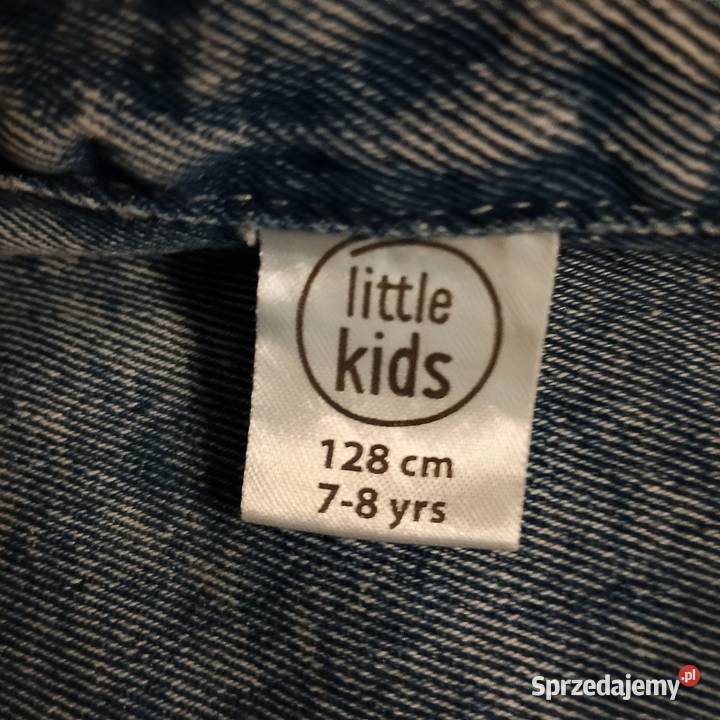 little
kids
128 cm
7-8 yrs
Sprzedajemy.pl